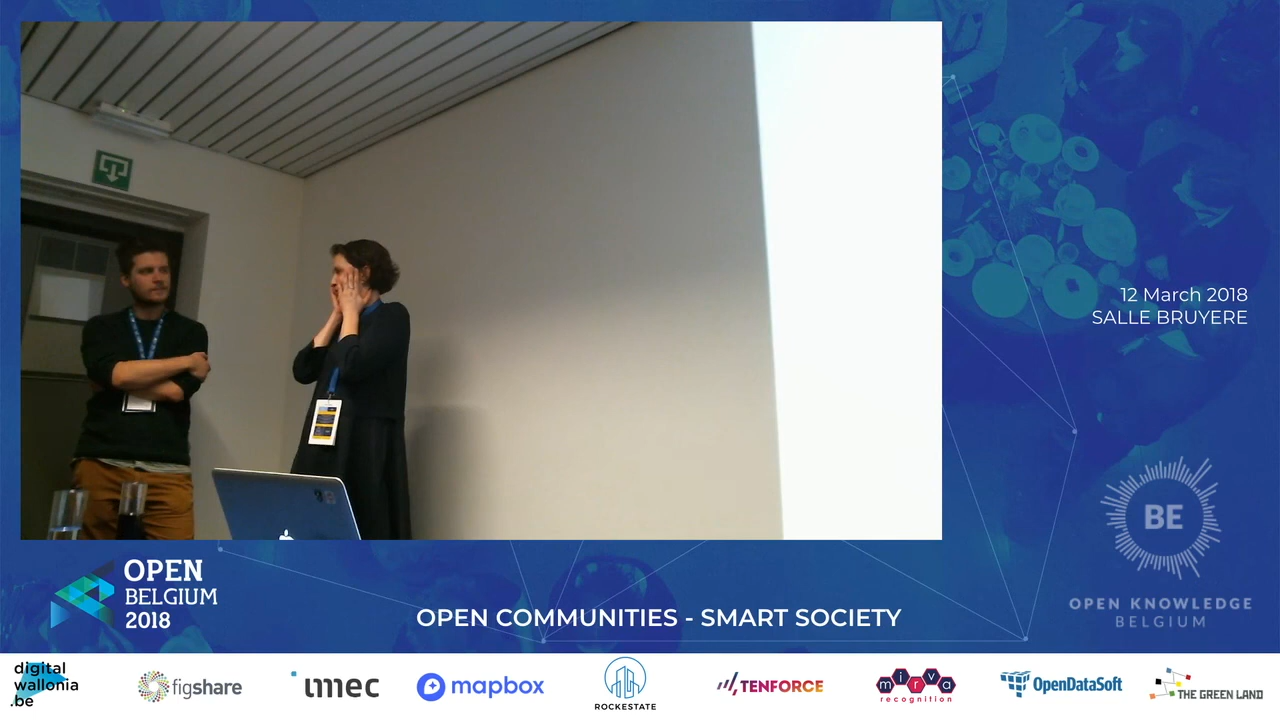 12 March 2018
SALLE BRUYERE
BE
OPEN KNOWLEDGE
BELGIUM
OPEN
BELGIUM
2018
OPEN COMMUNITIES - SMART SOCIETY
digital
wallonia
.be
figshare
imec
mapbox
ROCKESTATE
TENFORCE
mirva
recognition
OpenDataSoft
THE GREEN LAND